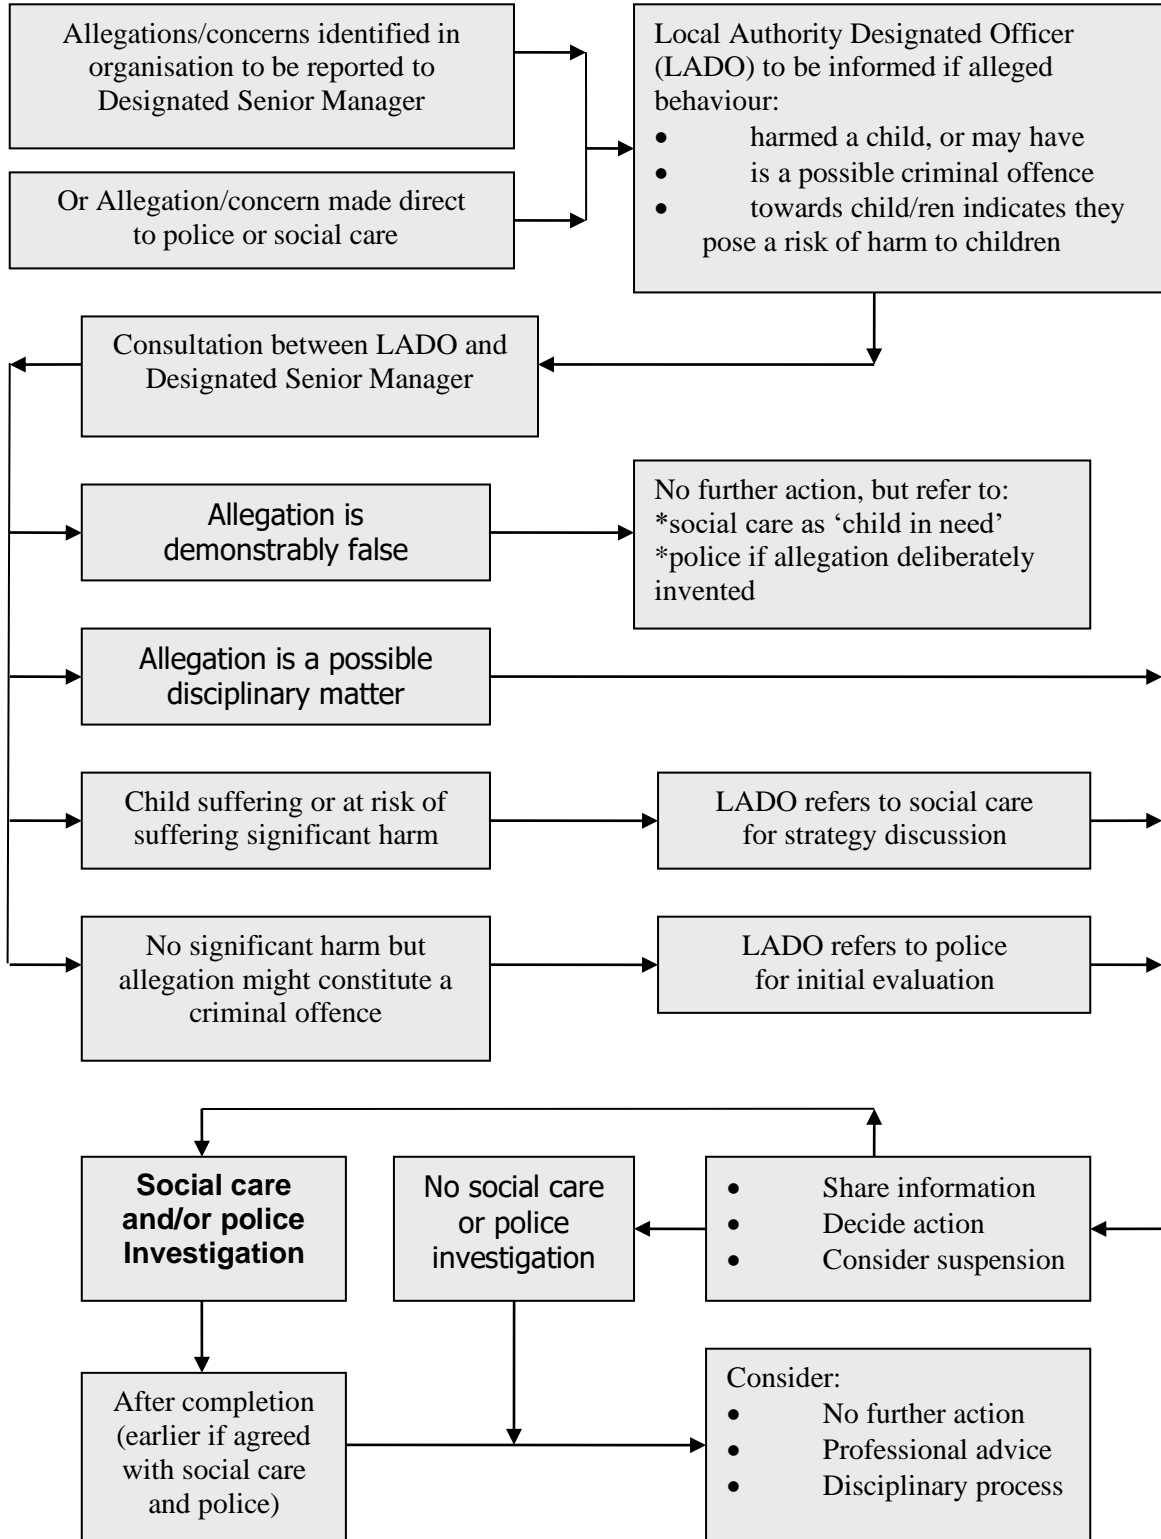 Allegations/concerns identified in
organisation to be reported to
Designated Senior Manager
Or Allegation/concern made direct
to police or social care
Local Authority Designated Officer
(LADO) to be informed if alleged
behaviour:
• harmed a child, or may have
• is a possible criminal offence
• towards child/ren indicates they
pose a risk of harm to children
Consultation between LADO and
Designated Senior Manager
Allegation is
demonstrably false
No further action, but refer to:
*social care as ‘child in need’
*police if allegation deliberately
invented
Allegation is a possible
disciplinary matter
Child suffering or at risk of
suffering significant harm
LADO refers to social care
for strategy discussion
No significant harm but
allegation might constitute a
criminal offence
LADO refers to police
for initial evaluation
Social care
and/or police
Investigation
No social care
or police
investigation
• Share information
• Decide action
• Consider suspension
After completion
(earlier if agreed
with social care
and police)
Consider:
• No further action
• Professional advice
• Disciplinary process